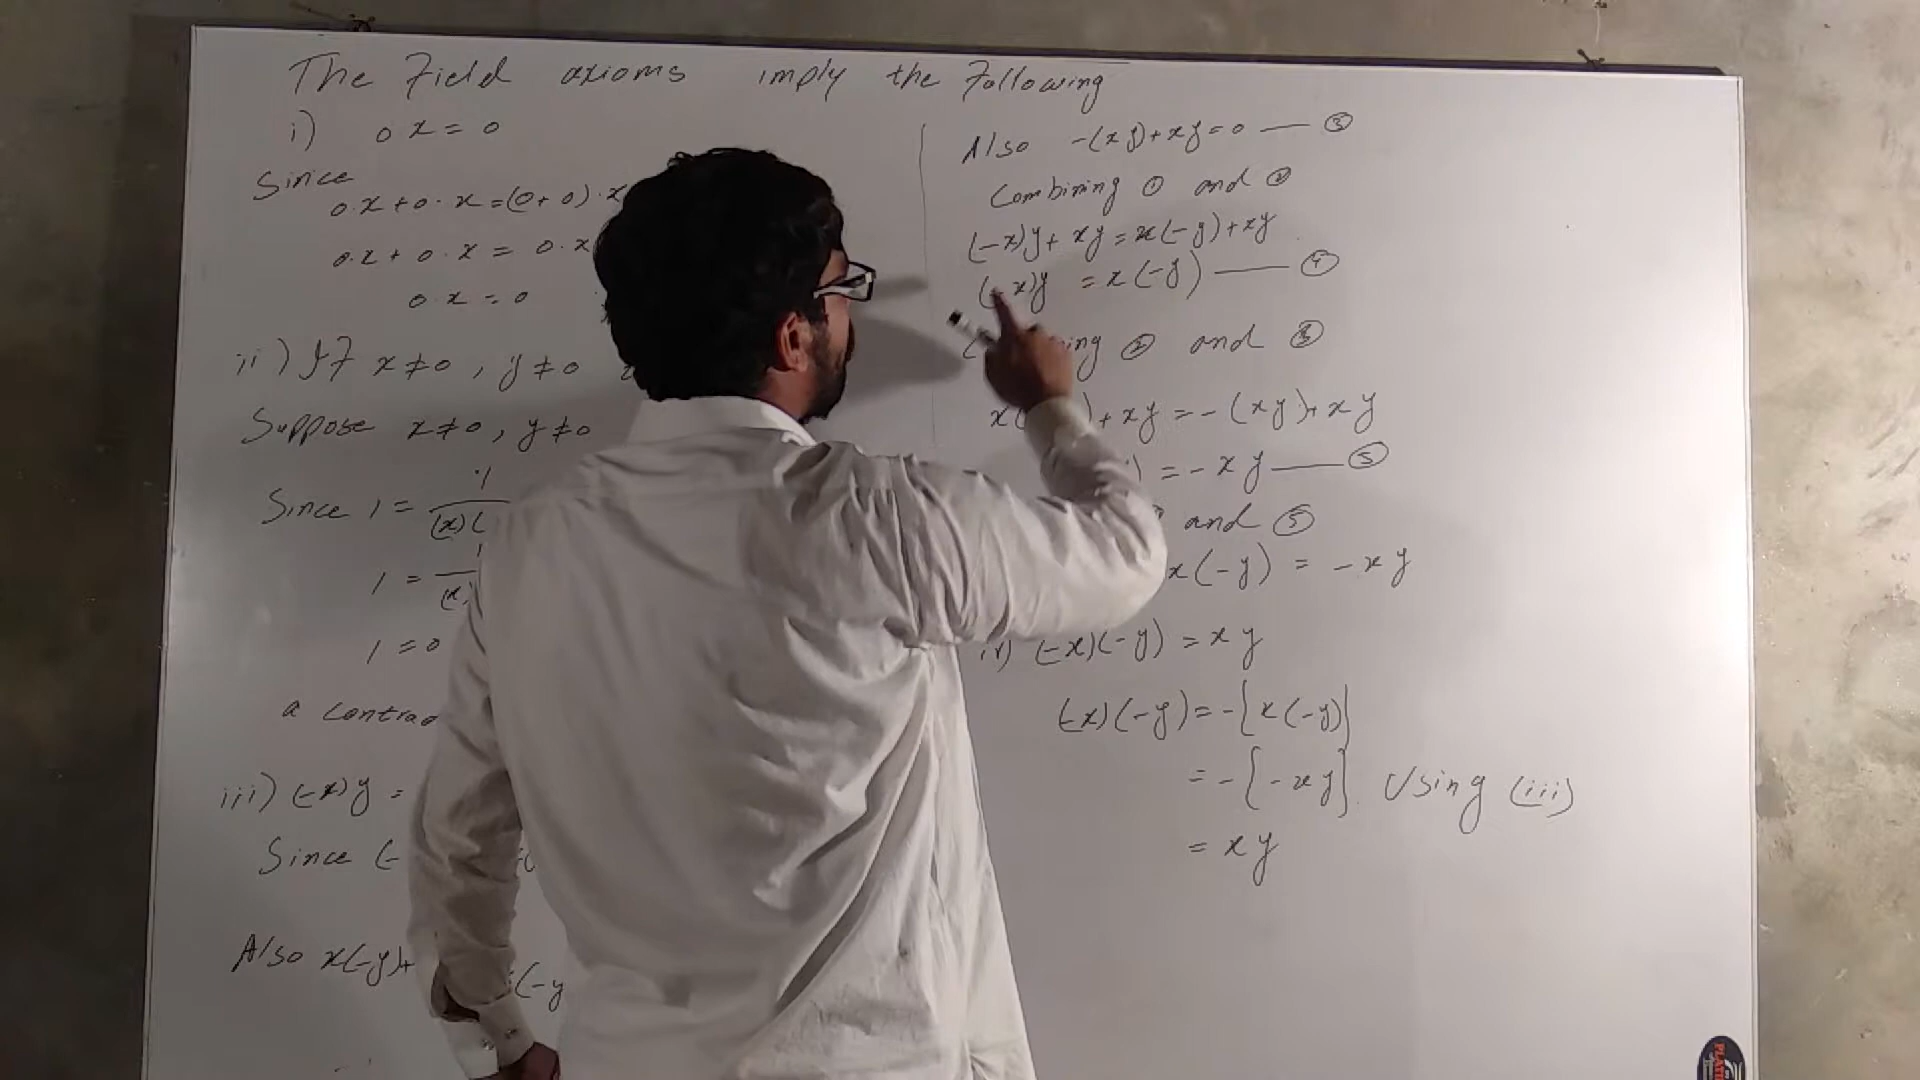 The Field axioms imply the Following
i) 0x = 0
Since
0·x + 0·x = (0+0)·x
0·x + 0·x = 0·x
0·x = 0
ii) If x ≠ 0, y ≠ 0
Suppose x ≠ 0, y ≠ 0
Since 1 = 1/(x)(
1 = 1/(x)
1 = 0
a
iii) (-x)y =
Since (-
Also x(-y)+
(-y
Also -(xy)+xy=0 — ③
Combining ① and ②
(-x)y + xy = x(-y)+xy
(-x)y = x(-y) — ④
② and ③
+ xy = -(xy)+xy
) = -xy — ⑤
and ⑤
x(-y) = -xy
iv) (-x)(-y) = xy
(-x)(-y) = -{x(-y)}
= -{-xy} Using (iii)
= xy